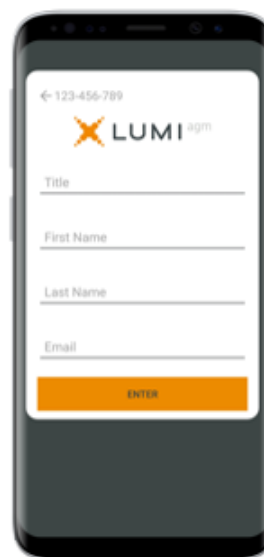 ←123-456-789
LUMI agm
Title
First Name
Last Name
Email
ENTER